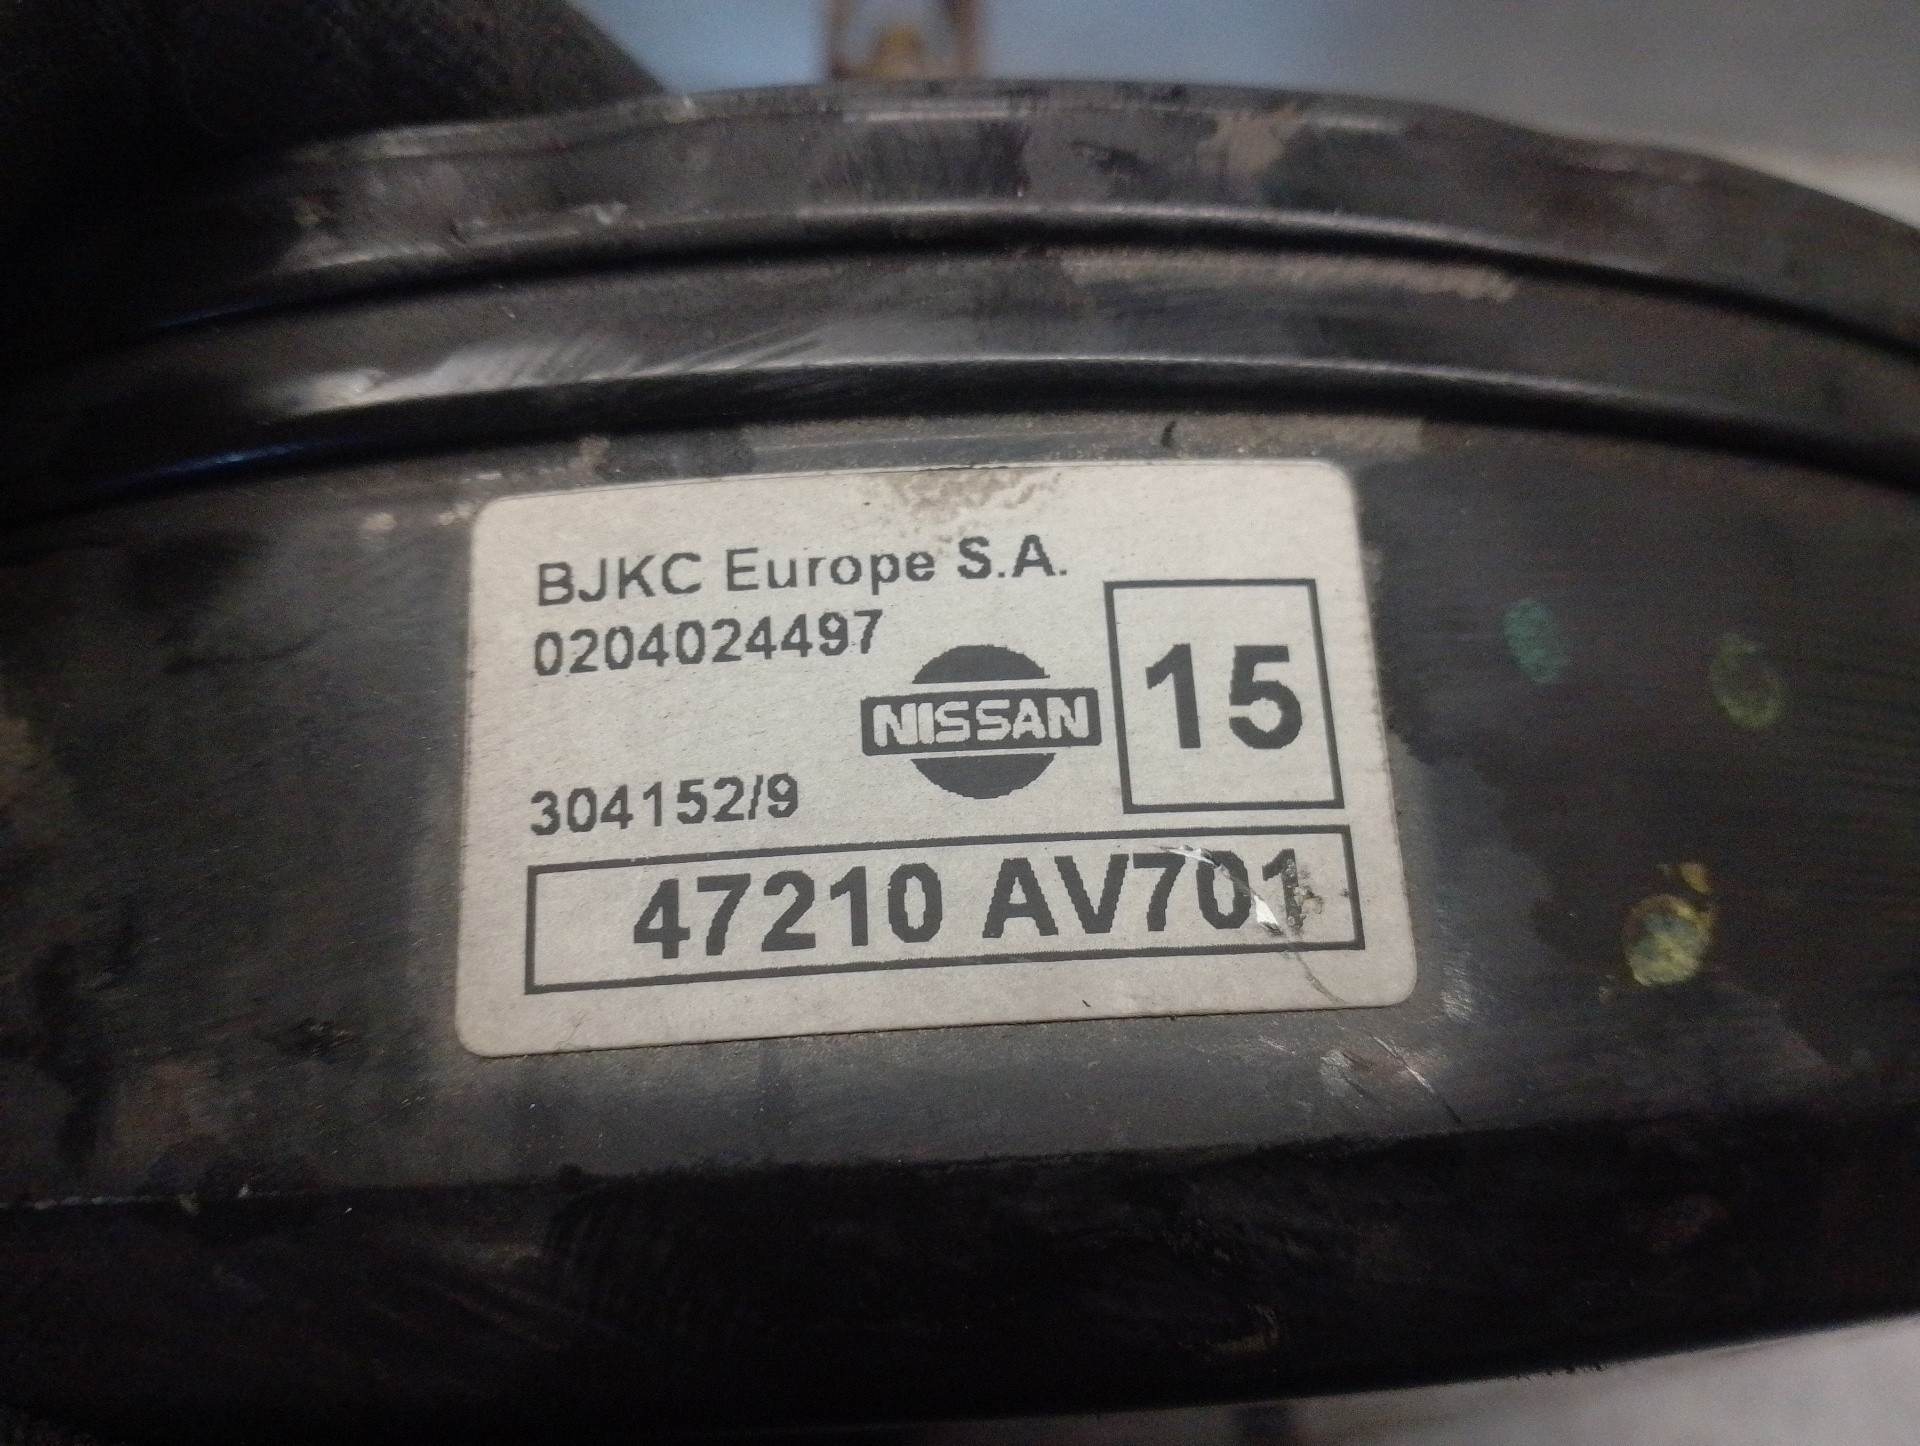 BJKC Europe S.A.
0204024497
NISSAN
15
304152/9
47210 AV701